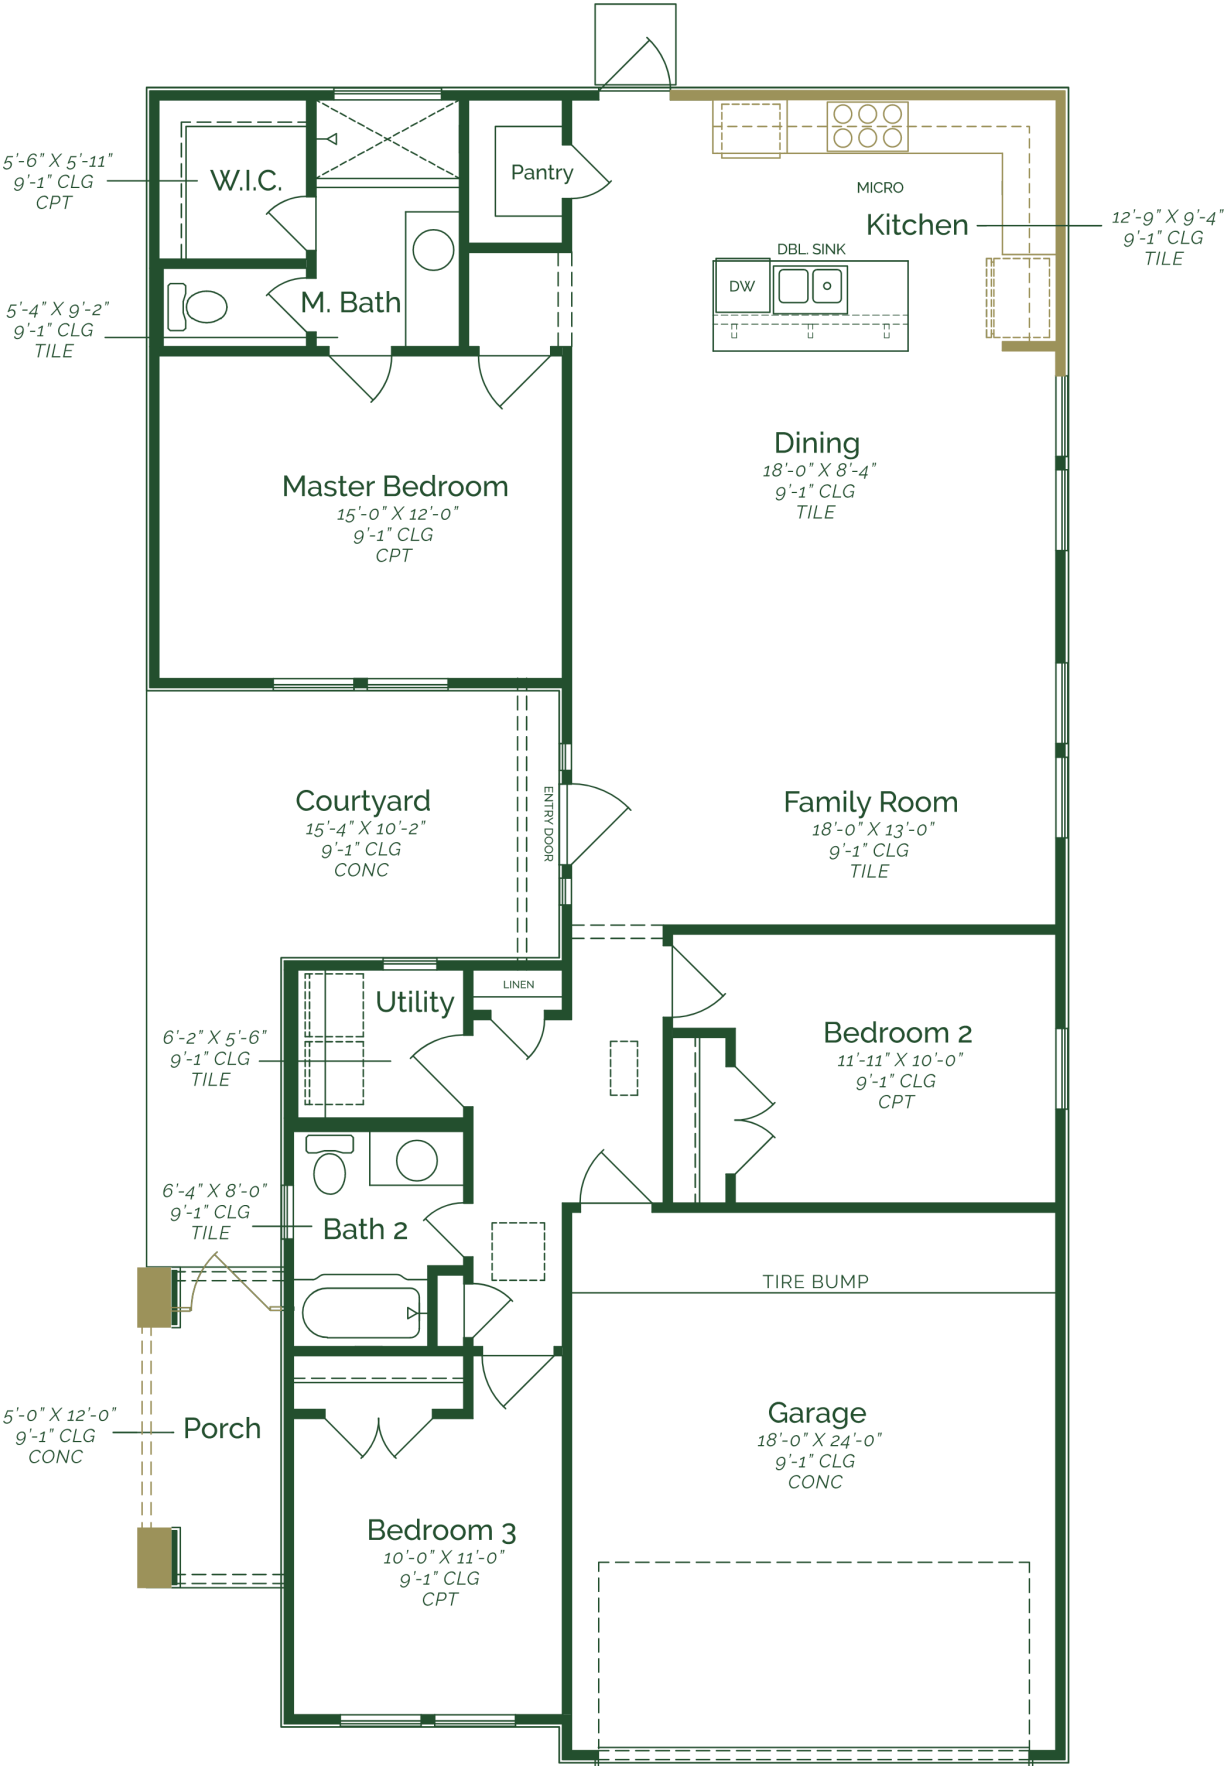 Pantry
5'-6" X 5'-11"
9'-1" CLG
CPT
W.I.C.
MICRO
Kitchen
12'-9" X 9'-4"
9'-1" CLG
TILE
DBL. SINK
DW
5'-4" X 9'-2"
9'-1" CLG
TILE
M. Bath
Dining
18'-0" X 8'-4"
9'-1" CLG
TILE
Master Bedroom
15'-0" X 12'-0"
9'-1" CLG
CPT
Courtyard
15'-4" X 10'-2"
9'-1" CLG
CONC
ENTRY DOOR
Family Room
18'-0" X 13'-0"
9'-1" CLG
TILE
LINEN
Utility
6'-2" X 5'-6"
9'-1" CLG
TILE
Bedroom 2
11'-11" X 10'-0"
9'-1" CLG
CPT
6'-4" X 8'-0"
9'-1" CLG
TILE
Bath 2
TIRE BUMP
5'-0" X 12'-0"
9'-1" CLG
CONC
Porch
Garage
18'-0" X 24'-0"
9'-1" CLG
CONC
Bedroom 3
10'-0" X 11'-0"
9'-1" CLG
CPT